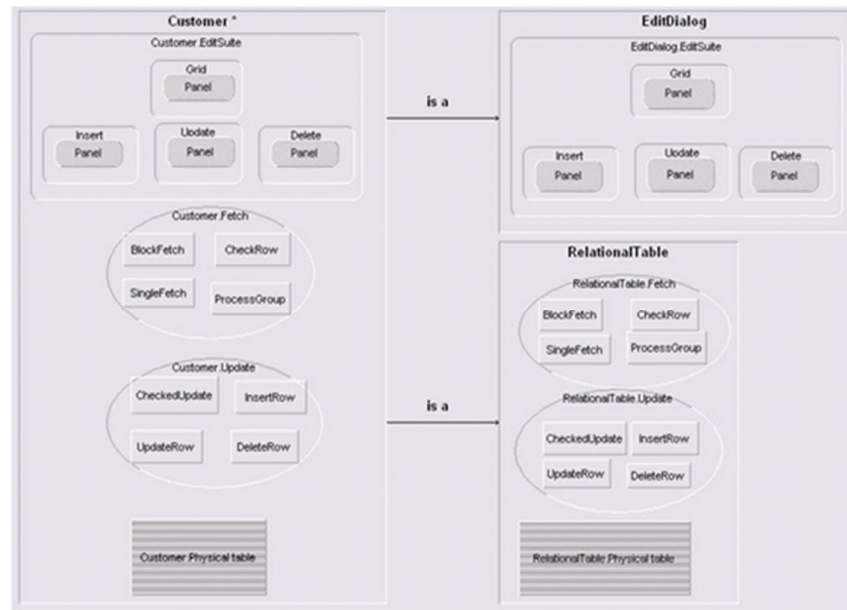 Customer ^
Customer.EditSuite
Grid
Panel
Insert
Panel
Uodate
Panel
Delete
Panel
Customer.Fetch
BlockFetch
CheckRow
SingleFetch
ProcessGroup
Customer.Update
CheckedUpdate
InsertRow
UpdateRow
DeleteRow
Customer.Physical table
is a
is a
EditDialog
EditDialog.EditSuite
Grid
Panel
Insert
Panel
Uodate
Panel
Delete
Panel
RelationalTable
RelationalTable.Fetch
BlockFetch
CheckRow
SingleFetch
ProcessGroup
RelationalTable.Update
CheckedUpdate
InsertRow
UpdateRow
DeleteRow
RelationalTable.Physical table